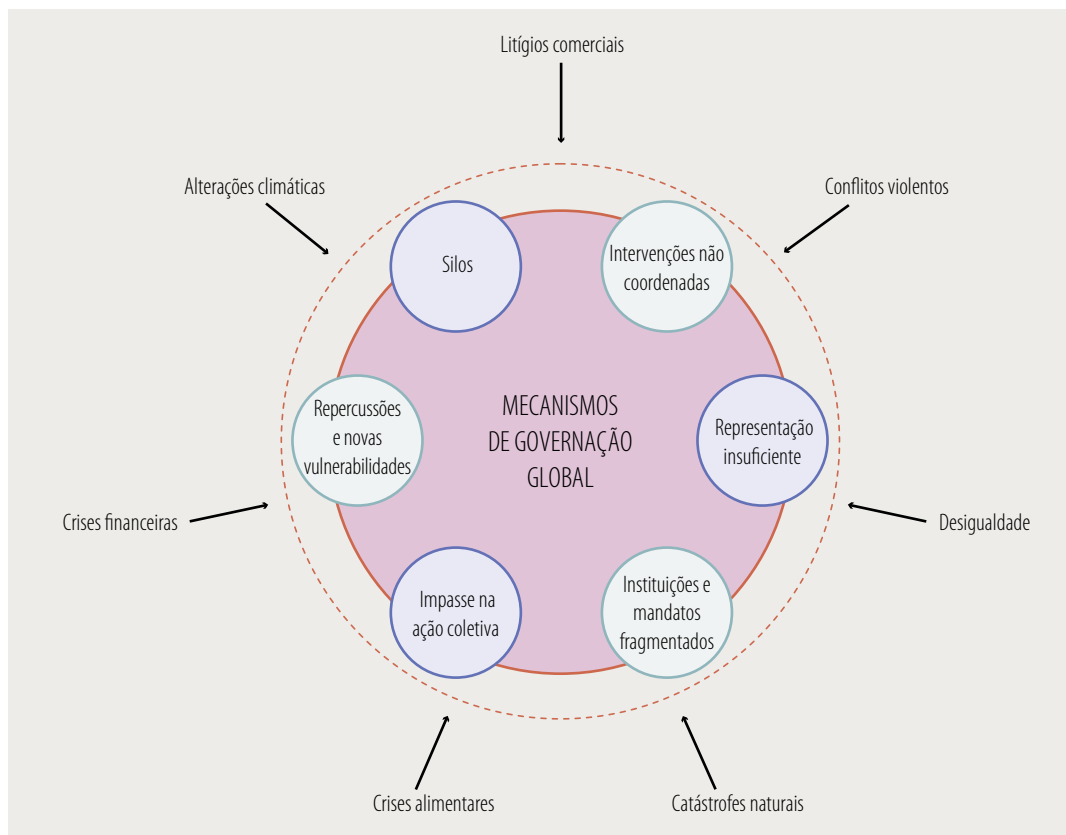 Litígios comerciais
Alterações climáticas
Conflitos violentos
Silos
Intervenções não
coordenadas
Repercussões
e novas
vulnerabilidades
MECANISMOS
DE GOVERNAÇÃO
GLOBAL
Representação
insuficiente
Crises financeiras
Desigualdade
Impasse na
ação coletiva
Instituições e
mandatos
fragmentados
Crises alimentares
Catástrofes naturais